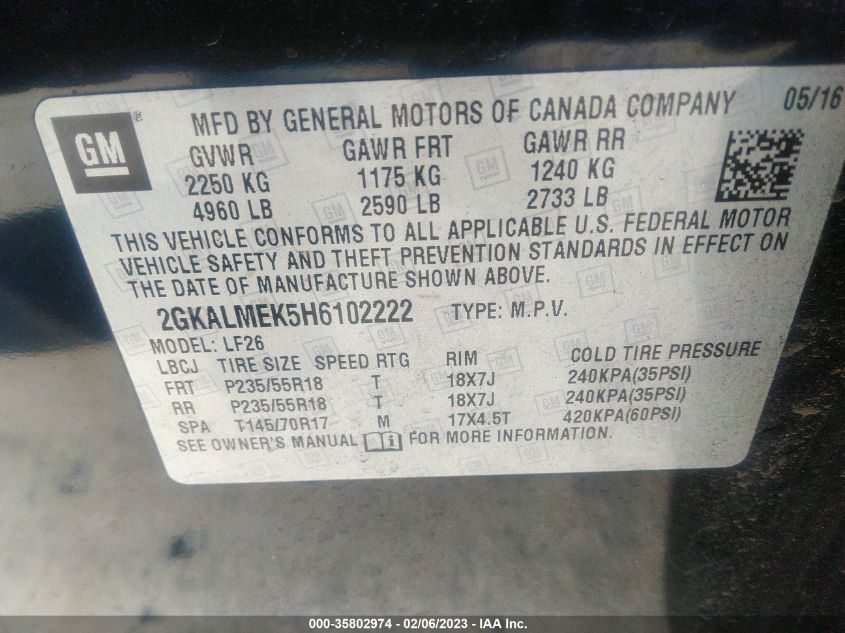 GM
MFD BY GENERAL MOTORS OF CANADA COMPANY 05/16
GVWR GAWR FRT GAWR RR
2250 KG 1175 KG 1240 KG
4960 LB 2590 LB 2733 LB
THIS VEHICLE CONFORMS TO ALL APPLICABLE U.S. FEDERAL MOTOR
VEHICLE SAFETY AND THEFT PREVENTION STANDARDS IN EFFECT ON
THE DATE OF MANUFACTURE SHOWN ABOVE.
2GKALMEK5H6102222 TYPE: M.P.V.
MODEL: LF26
LBCJ TIRE SIZE SPEED RTG RIM COLD TIRE PRESSURE
FRT P235/55R18 T 18X7J 240KPA(35PSI)
RR P235/55R18 T 18X7J 240KPA(35PSI)
SPA T145/70R17 M 17X4.5T 420KPA(60PSI)
SEE OWNER'S MANUAL FOR MORE INFORMATION.
000-35802974 - 02/06/2023 - IAA Inc.